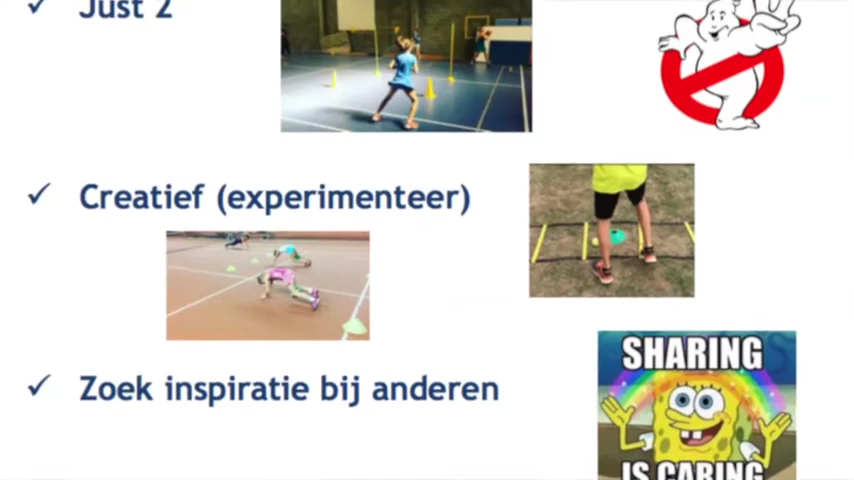 Just 2
Creatief (experimenteer)
Zoek inspiratie bij anderen
SHARING
IS CARING